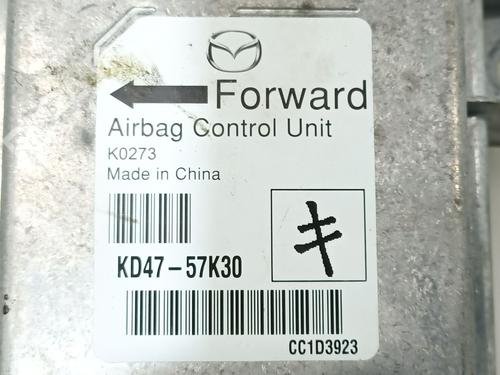 Forward
Airbag Control Unit
K0273
Made in China
KD47-57K30
キ
CC1D3923